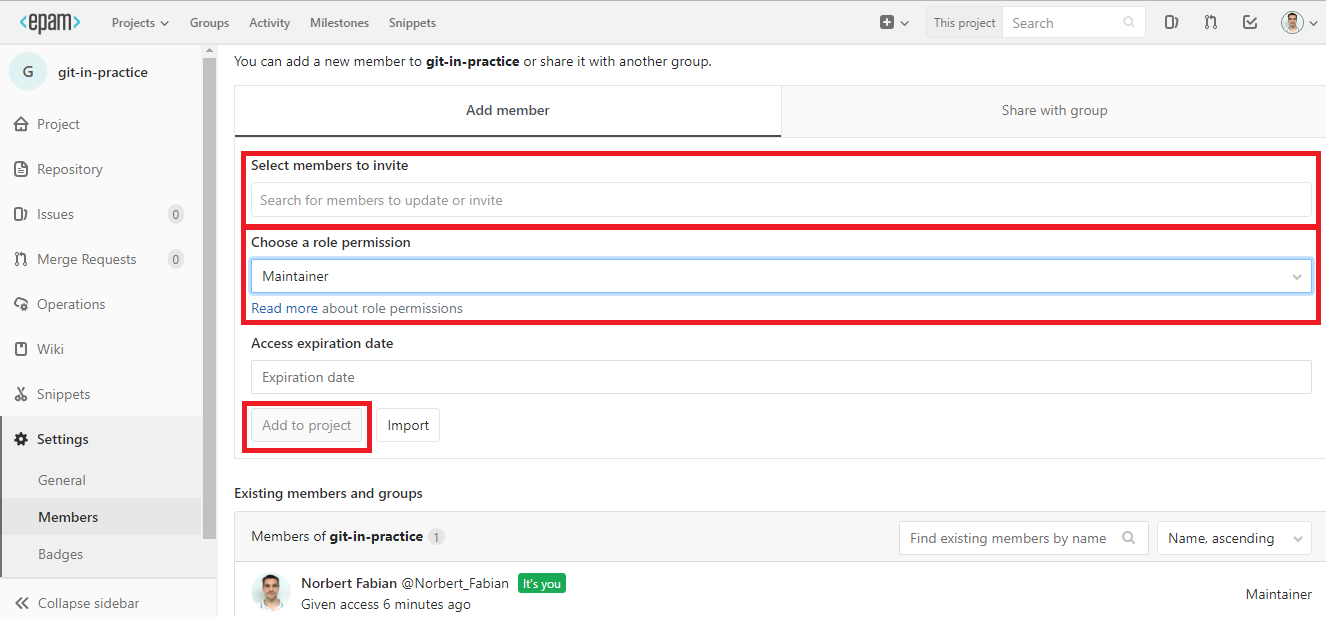 <epam>
Projects Groups Activity Milestones Snippets
This project Search
G git-in-practice
Project
Repository
Issues 0
Merge Requests 0
Operations
Wiki
Snippets
Settings
General
Members
Badges
Collapse sidebar
You can add a new member to git-in-practice or share it with another group.
Add member Share with group
Select members to invite
Search for members to update or invite
Choose a role permission
Maintainer
Read more about role permissions
Access expiration date
Expiration date
Add to project Import
Existing members and groups
Members of git-in-practice 1 Find existing members by name Name, ascending
Norbert Fabian @Norbert_Fabian It's you
Given access 6 minutes ago
Maintainer